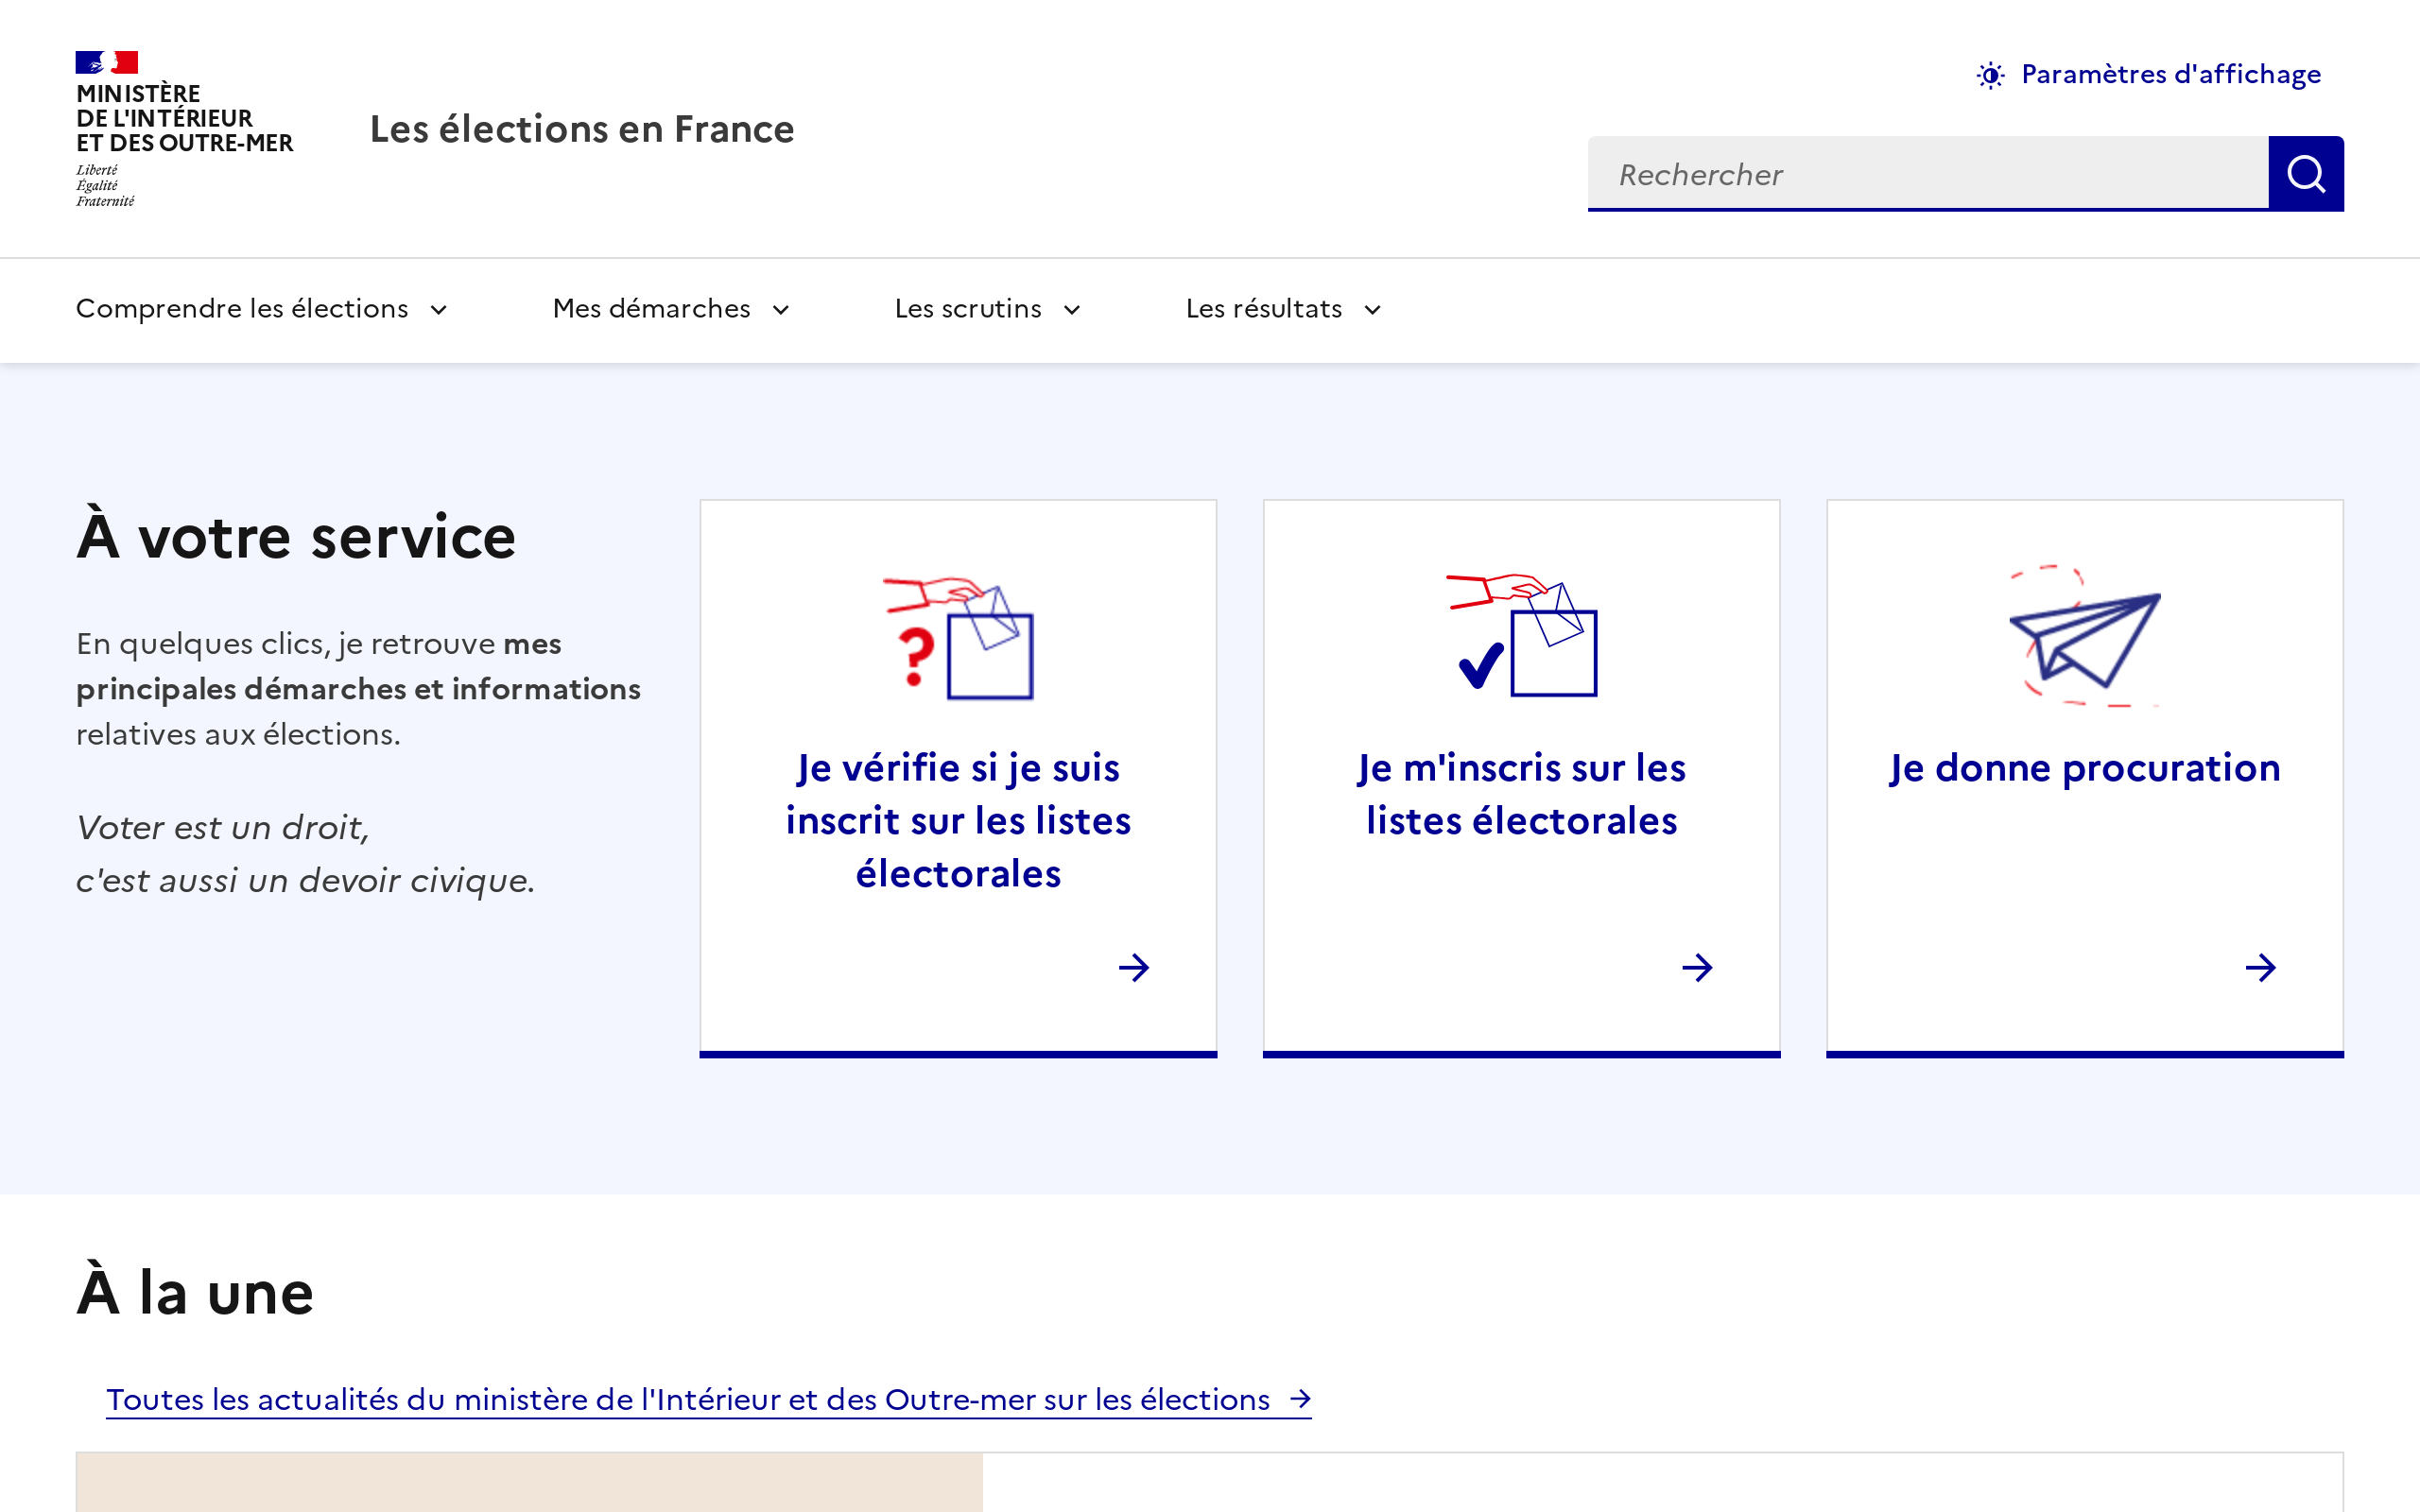 MINISTÈRE
DE L'INTÉRIEUR
ET DES OUTRE-MER
Liberté
Égalité
Fraternité
Les élections en France
Paramètres d'affichage
Rechercher
Comprendre les élections
Mes démarches
Les scrutins
Les résultats
À votre service
En quelques clics, je retrouve mes
principales démarches et informations
relatives aux élections.
Voter est un droit,
c'est aussi un devoir civique.
Je vérifie si je suis
inscrit sur les listes
électorales
Je m'inscris sur les
listes électorales
Je donne procuration
À la une
Toutes les actualités du ministère de l'Intérieur et des Outre-mer sur les élections